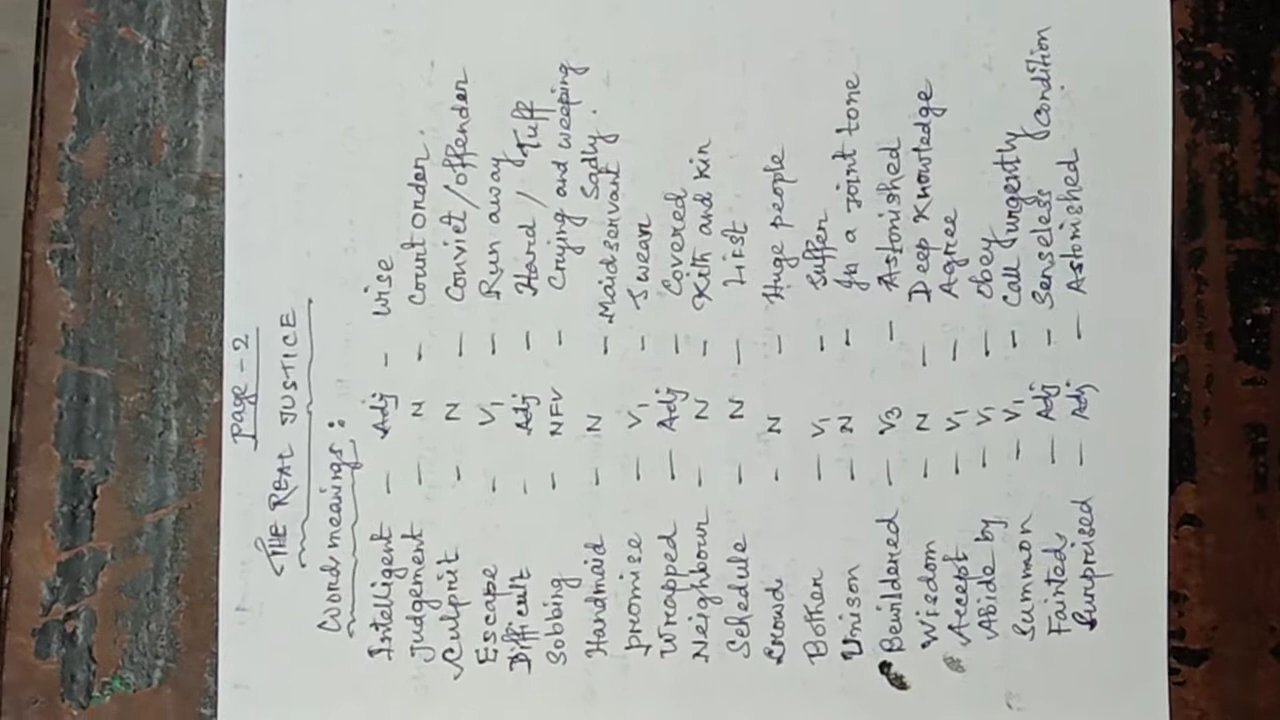 page - 2
THE REAL JUSTICE
Word meanings:
Intelligent - Adj - Wise
Judgement - N - Court order.
Culprit - N - Convict/offender
Escape - V1 - Run away
Difficult - Adj - Hard / Tuff
Sobbing - NFV - Crying and weeping
Sadly.
Handmaid - N - Maidservant
promise - V1 - Swear
Wrapped - Adj - Covered
Neighbour - N - Kith and kin
Schedule - N - List
Crowd - N - Huge people
Bother - V1 - Suffer
Unison - N - In a joint tone
Bewildered - V3 - Astonished
Wisdom - N - Deep Knowledge
Accept - V1 - Agree
Abide by - V1 - Obey
Summon - V1 - Call urgently
Fainted - Adj - Senseless condition
Surprised - Adj - Astonished